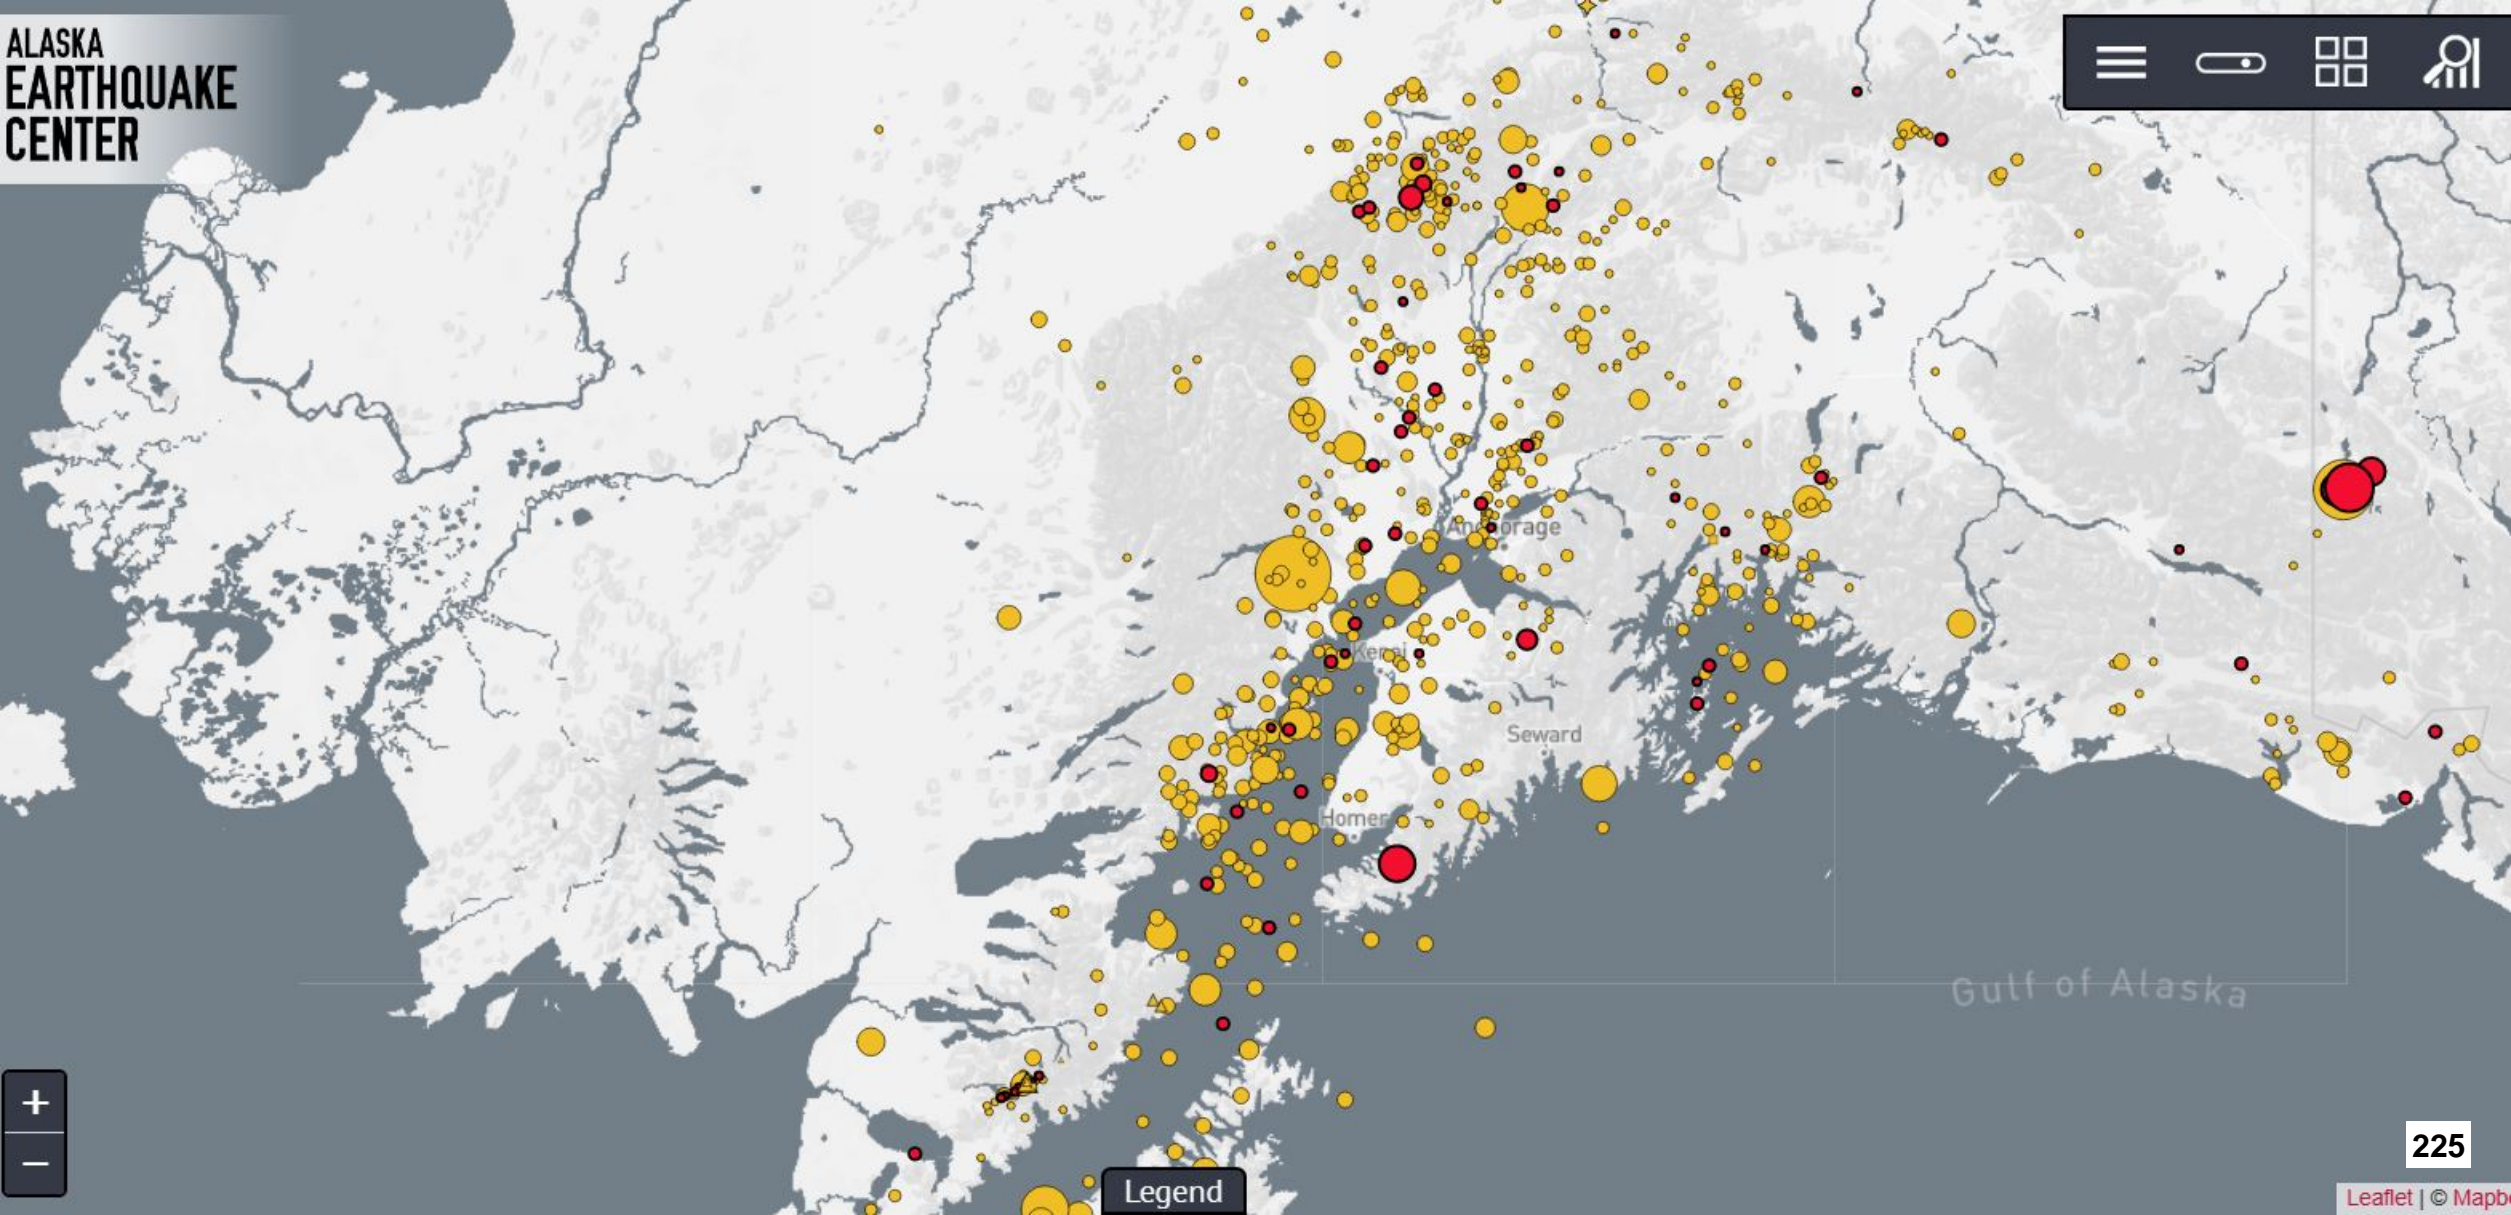 ALASKA
EARTHQUAKE
CENTER
Anchorage
Kenai
Seward
Homer
Gulf of Alaska
+
−
Legend
225
Leaflet | © Mapb